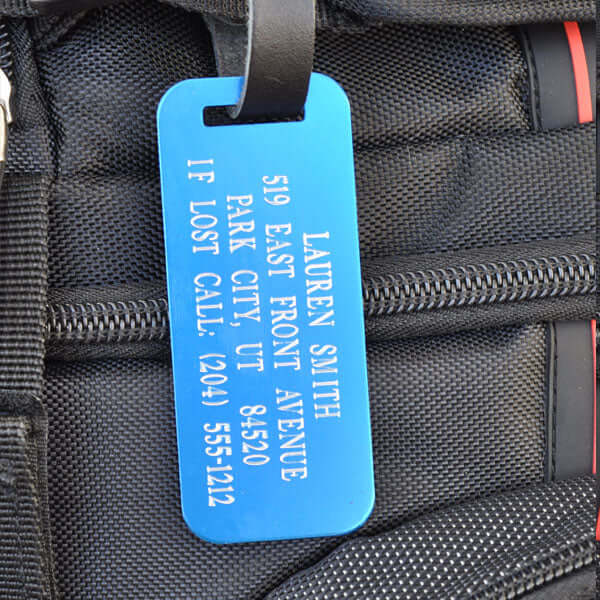 LAUREN SMITH
519 EAST FRONT AVENUE
PARK CITY, UT 84520
IF LOST CALL: (204) 555-1212